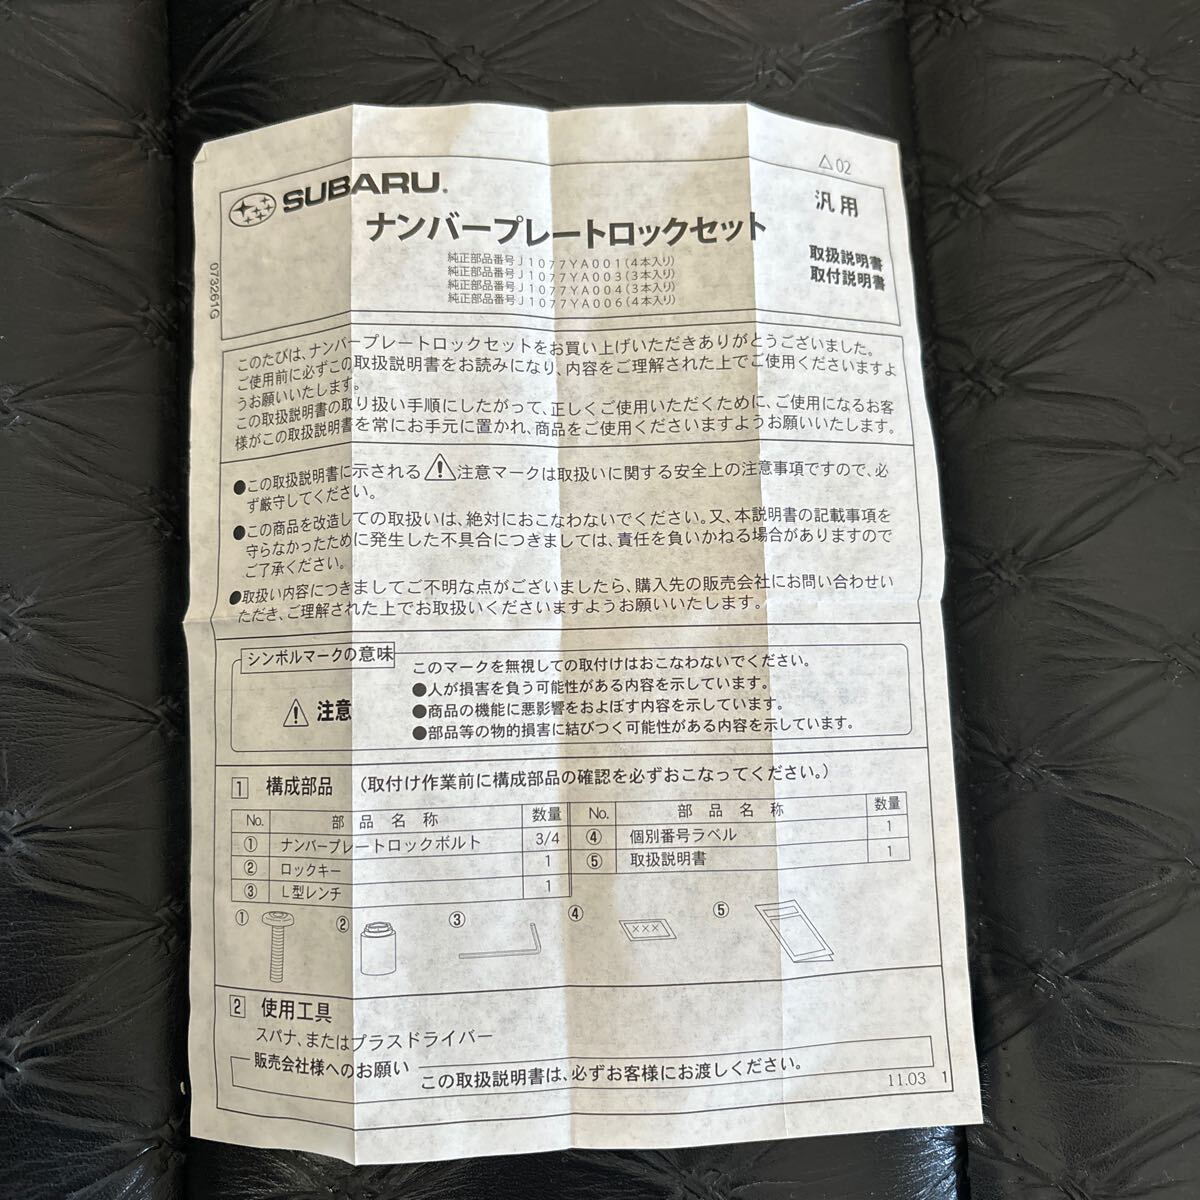 △02
SUBARU.
汎用
ナンバープレートロックセット
純正部品番号J1077YA001(4本入り)
純正部品番号J1077YA003(3本入り)
純正部品番号J1077YA004(3本入り)
純正部品番号J1077YA006(4本入り)
取扱説明書
取付説明書
073261G
このたびは、ナンバープレートロックセットをお買い上げいただきありがとうございました。
ご使用前に必ずこの取扱説明書をお読みになり、内容をご理解された上でご使用くださいますよ
うお願いいたします。
この取扱説明書の取り扱い手順にしたがって、正しくご使用いただくために、ご使用になるお客
様がこの取扱説明書を常にお手元に置かれ、商品をご使用くださいますようお願いいたします。
●この取扱説明書に示される⚠注意マークは取扱いに関する安全上の注意事項ですので、必
ず厳守してください。
●この商品を改造しての取扱いは、絶対におこなわないでください。又、本説明書の記載事項を
守らなかったために発生した不具合につきましては、責任を負いかねる場合がありますので
ご了承ください。
●取扱い内容につきましてご不明な点がございましたら、購入先の販売会社にお問い合わせい
ただき、ご理解された上でお取扱いくださいますようお願いいたします。
シンボルマークの意味
⚠ 注意
このマークを無視しての取付けはおこなわないでください。
●人が損害を負う可能性がある内容を示しています。
●商品の機能に悪影響をおよぼす内容を示しています。
●部品等の物的損害に結びつく可能性がある内容を示しています。
1 構成部品 (取付け作業前に構成部品の確認を必ずおこなってください。)
No. 部品名称 数量 No. 部品名称 数量
① ナンバープレートロックボルト 3/4 ④ 個別番号ラベル 1
② ロックキー 1 ⑤ 取扱説明書 1
③ L型レンチ 1
① ② ③ ④ ⑤
×××
2 使用工具
スパナ、またはプラスドライバー
販売会社様へのお願い
この取扱説明書は、必ずお客様にお渡しください。
11.03 1